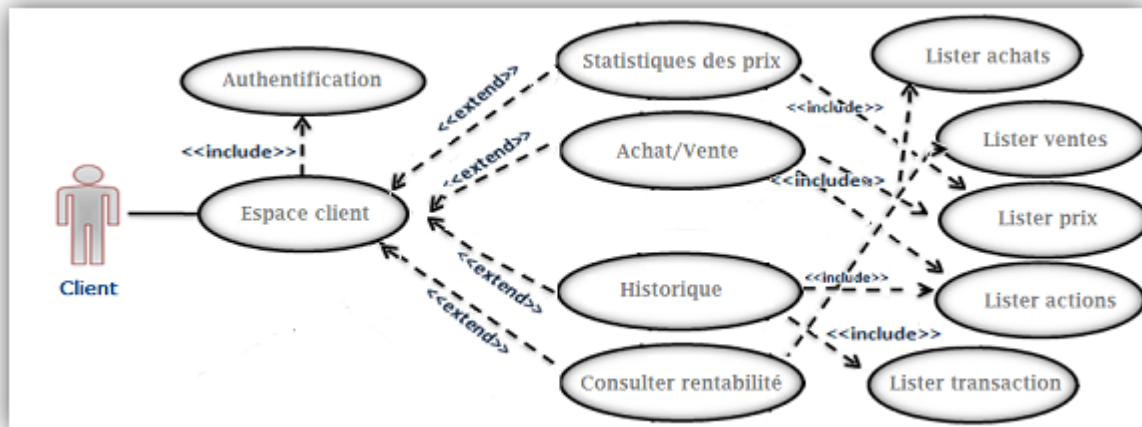 Statistiques des prix
Lister achats
Authentification
<<extend>>
<<include>>
<<include>>
<<extend>>
Achat/Vente
Lister ventes
<<include>>
Espace client
Lister prix
Client
<<extend>>
Historique
<<include>>
Lister actions
<<extend>>
<<include>>
Consulter rentabilité
Lister transaction